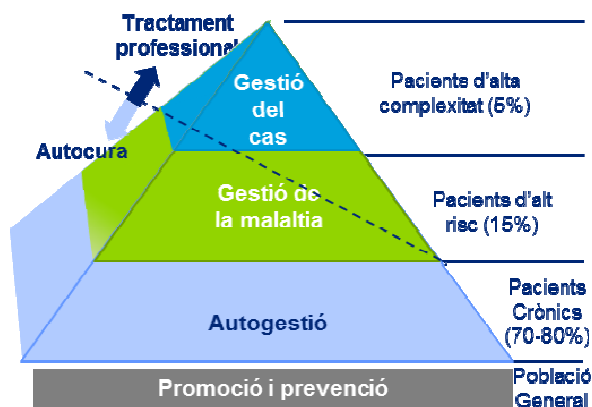 Tractament
professional
Autocura
Gestió
del
cas
Pacients d'alta
complexitat (5%)
Gestió de
la malaltia
Pacients d'alt
risc (15%)
Autogestió
Pacients
Crònics
(70-80%)
Promoció i prevenció
Població
General